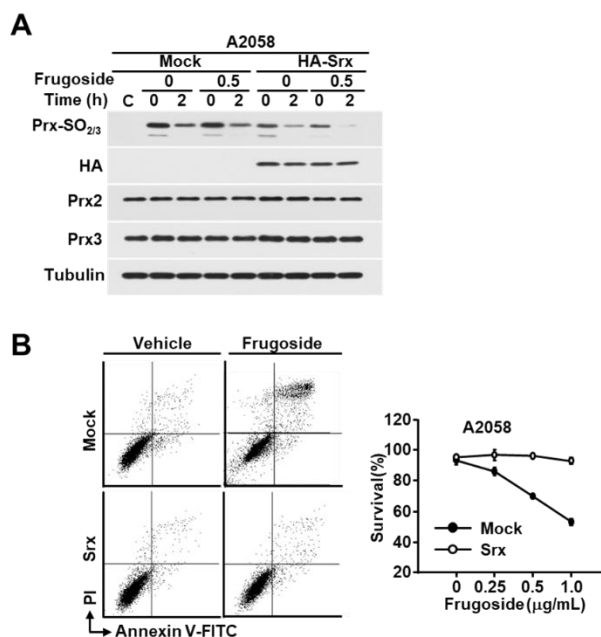 A
A2058
Mock HA-Srx
Frugoside 0 0.5 0 0.5
Time (h) C 0 2 0 2 0 2 0 2
Prx-SO2/3
HA
Prx2
Prx3
Tubulin
B
Vehicle Frugoside
Mock
Srx
PI
Annexin V-FITC
A2058
Survival(%)
120
100
80
60
40
20
Mock
Srx
0 0.25 0.5 1.0
Frugoside(μg/mL)